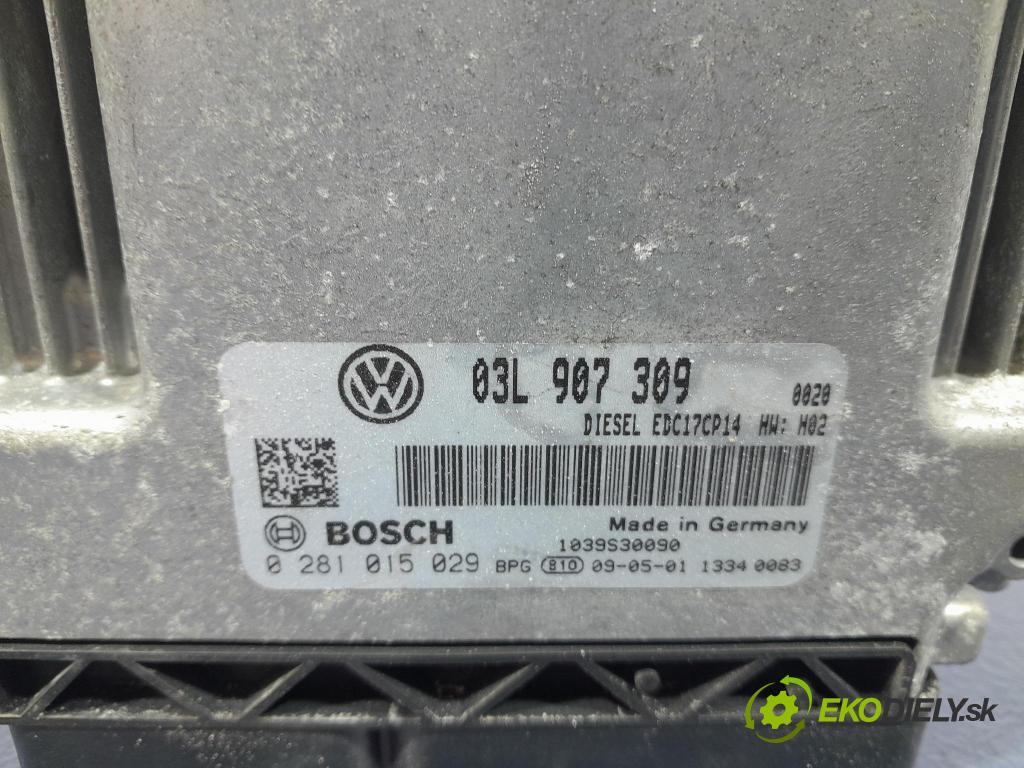 VW 03L 907 309 0020
DIESEL EDC17CP14 HW: H02
BOSCH Made in Germany
1039S30090
0 281 015 029 BPG 810 09-05-01 1334 0083
EKODIELY.sk